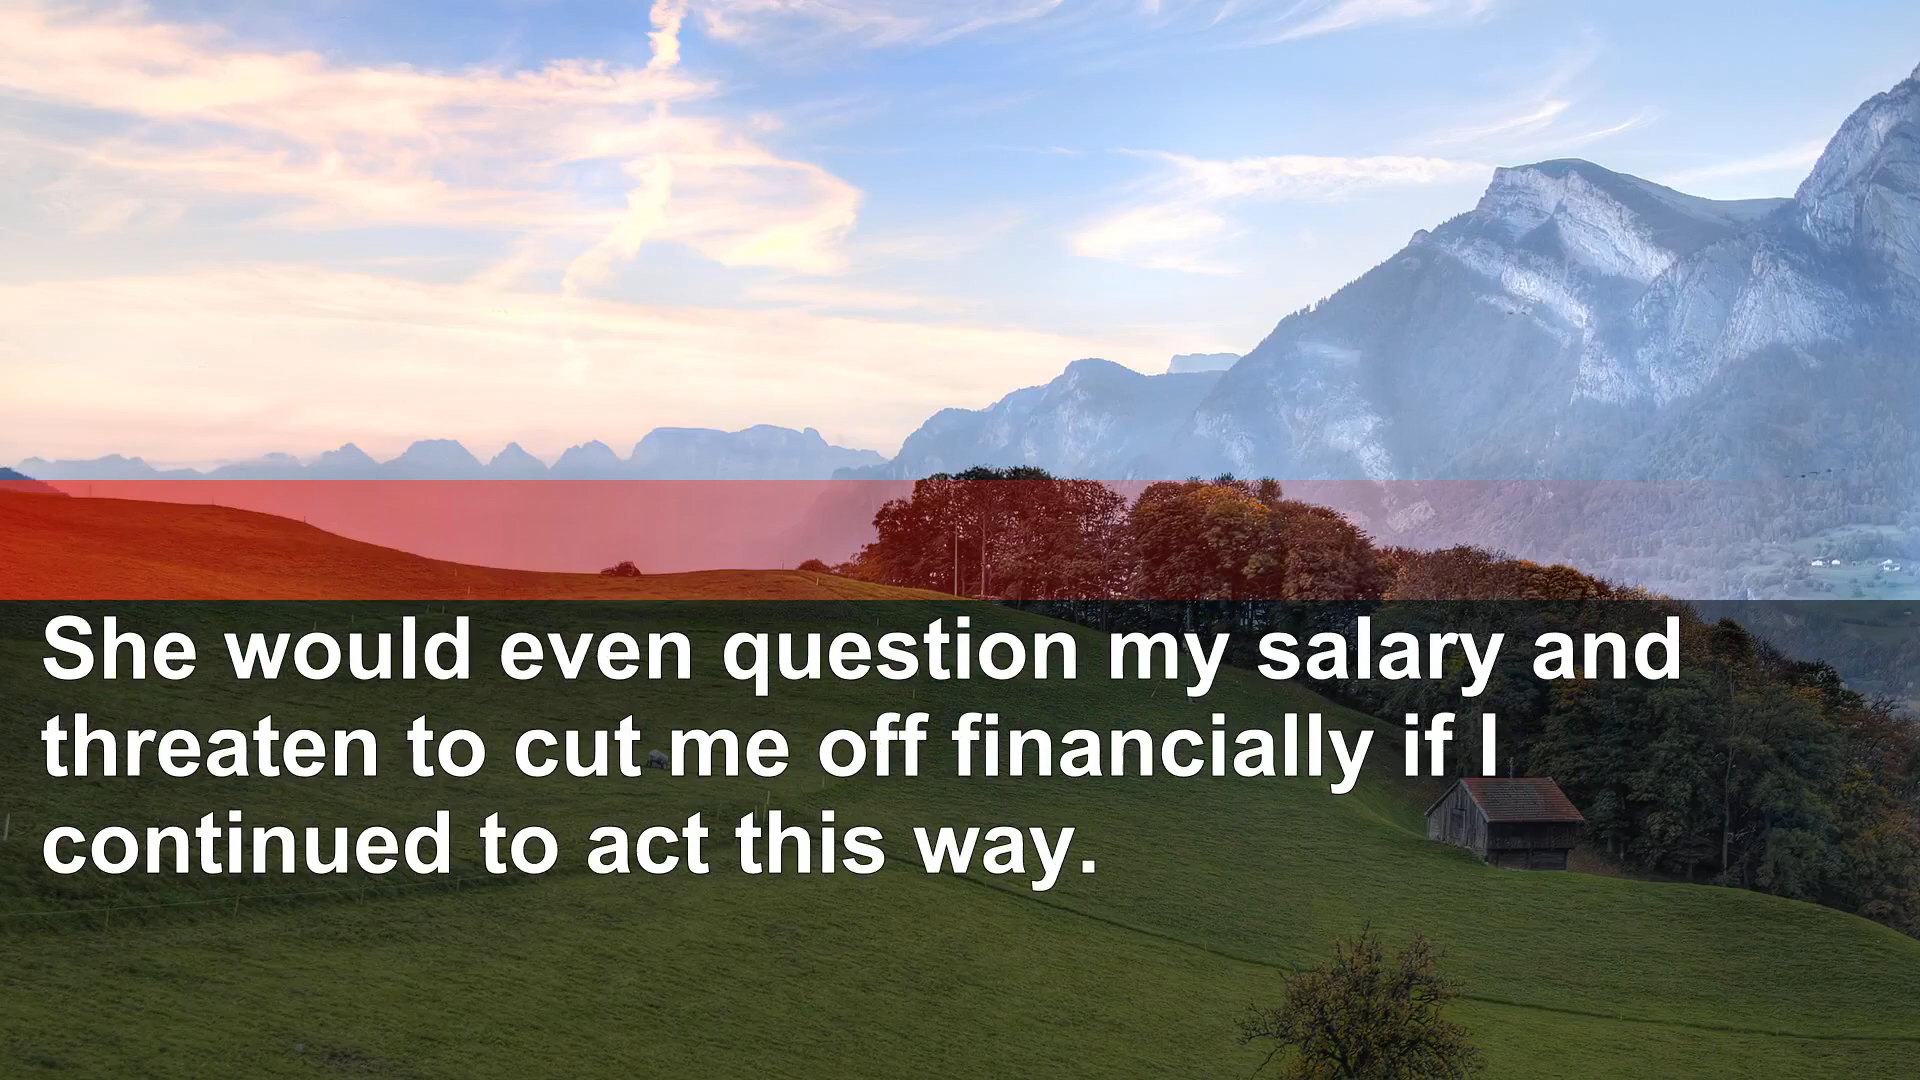 She would even question my salary and
threaten to cut me off financially if I
continued to act this way.